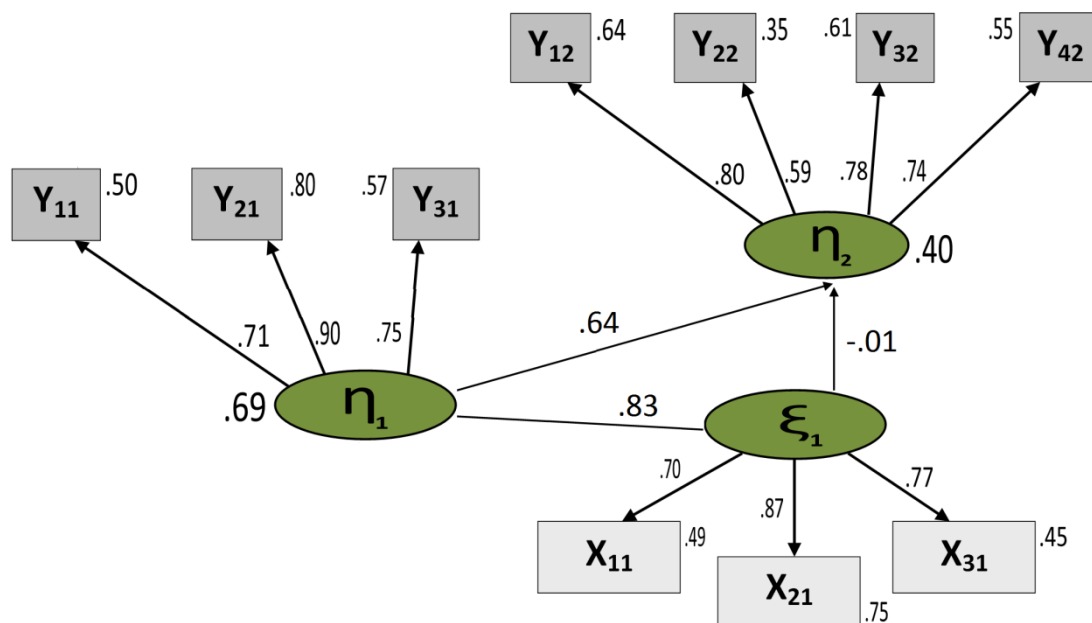 Y₁₂ .64
Y₂₂ .35
.61 Y₃₂
.55 Y₄₂
Y₁₁ .50
Y₂₁ .80
.57 Y₃₁
.80 .59 .78 .74
η₂ .40
.71 .90 .75
.64
-.01
.69 η₁
.83
ξ₁
.70 .87 .77
X₁₁ .49
X₂₁ .75
X₃₁ .45